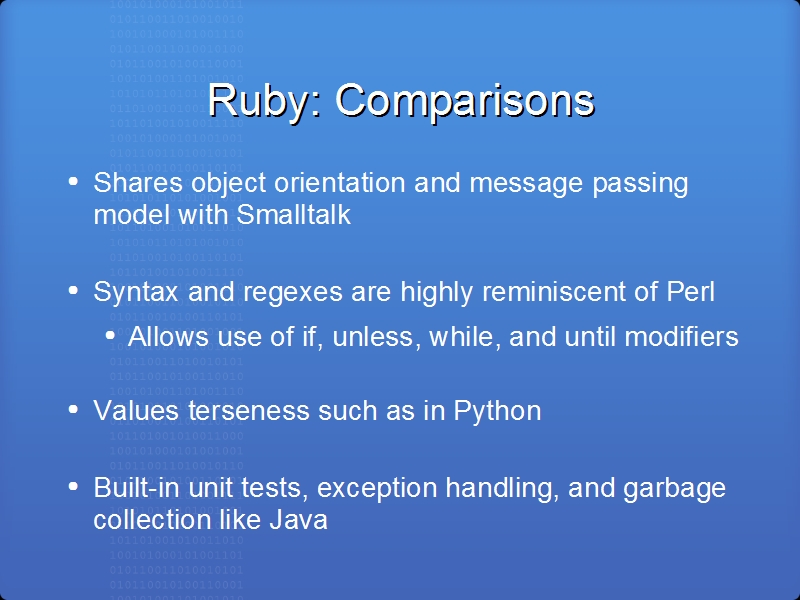 Ruby: Comparisons
• Shares object orientation and message passing
model with Smalltalk
• Syntax and regexes are highly reminiscent of Perl
• Allows use of if, unless, while, and until modifiers
• Values terseness such as in Python
• Built-in unit tests, exception handling, and garbage
collection like Java